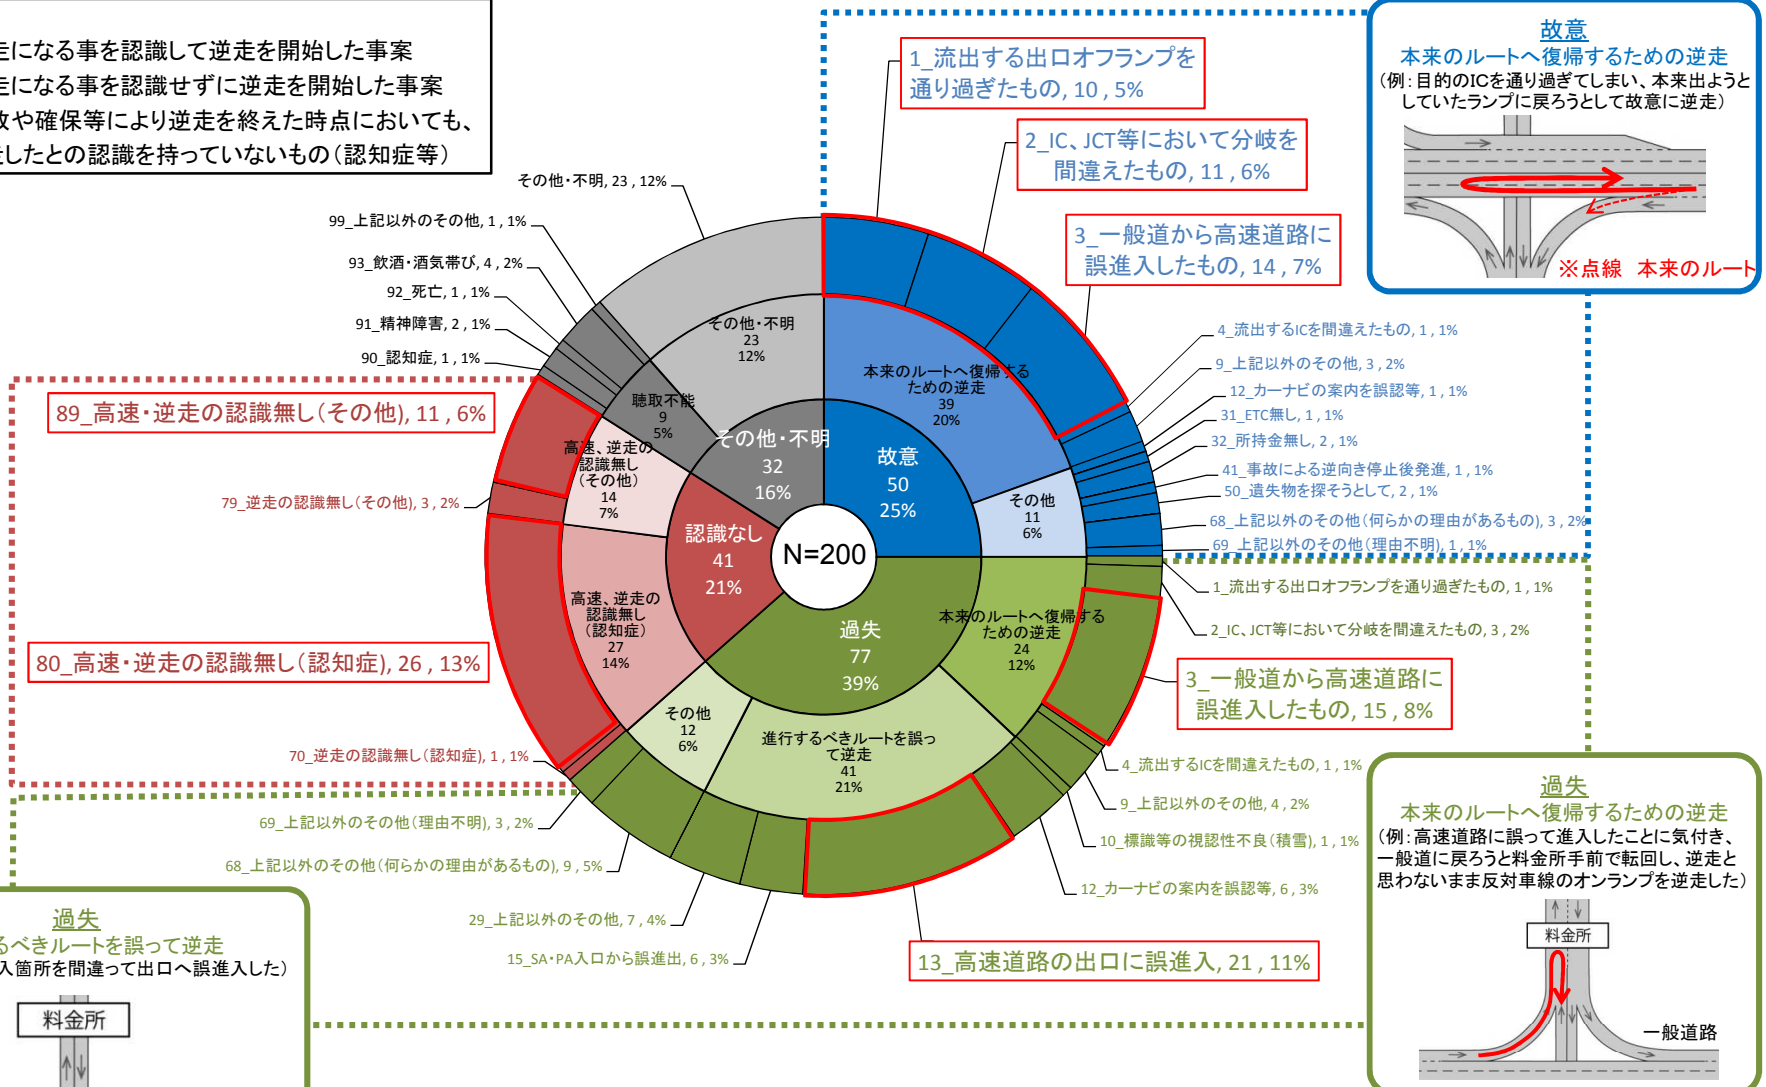 走になる事を認識して逆走を開始した事案
走になる事を認識せずに逆走を開始した事案
故や確保等により逆走を終えた時点においても、
走したとの認識を持っていないもの（認知症等）
故意
本来のルートへ復帰するための逆走
（例：目的のICを通り過ぎてしまい、本来出ようと
していたランプに戻ろうとして故意に逆走）
※点線　本来のルート
1_流出する出口オフランプを
通り過ぎたもの, 10 , 5%
2_IC、JCT等において分岐を
間違えたもの, 11 , 6%
3_一般道から高速道路に
誤進入したもの, 14 , 7%
4_流出するICを間違えたもの, 1 , 1%
9_上記以外のその他, 3 , 2%
12_カーナビの案内を誤認等, 1 , 1%
31_ETC無し, 1 , 1%
32_所持金無し, 2 , 1%
41_事故による逆向き停止後発進, 1 , 1%
50_遺失物を探そうとして, 2 , 1%
68_上記以外のその他（何らかの理由があるもの）, 3 , 2%
69_上記以外のその他（理由不明）, 1 , 1%
その他・不明, 23 , 12%
99_上記以外のその他, 1 , 1%
93_飲酒・酒気帯び, 4 , 2%
92_死亡, 1 , 1%
91_精神障害, 2 , 1%
90_認知症, 1 , 1%
89_高速・逆走の認識無し（その他）, 11 , 6%
79_逆走の認識無し（その他）, 3 , 2%
80_高速・逆走の認識無し（認知症）, 26 , 13%
70_逆走の認識無し（認知症）, 1 , 1%
その他・不明
23
12%
本来のルートへ復帰する
ための逆走
39
20%
聴取不能
9
5%
その他・不明
32
16%
故意
50
25%
その他
11
6%
高速、逆走の
認識無し
（その他）
14
7%
認識なし
41
21%
N=200
高速、逆走の
認識無し
（認知症）
27
14%
過失
77
39%
本来のルートへ復帰する
ための逆走
24
12%
その他
12
6%
進行するべきルートを誤っ
て逆走
41
21%
1_流出する出口オフランプを通り過ぎたもの, 1 , 1%
2_IC、JCT等において分岐を間違えたもの, 3 , 2%
3_一般道から高速道路に
誤進入したもの, 15 , 8%
4_流出するICを間違えたもの, 1 , 1%
9_上記以外のその他, 4 , 2%
10_標識等の視認性不良（積雪）, 1 , 1%
12_カーナビの案内を誤認等, 6 , 3%
13_高速道路の出口に誤進入, 21 , 11%
15_SA・PA入口から誤進出, 6 , 3%
29_上記以外のその他, 7 , 4%
68_上記以外のその他（何らかの理由があるもの）, 9 , 5%
69_上記以外のその他（理由不明）, 3 , 2%
過失
本来のルートへ復帰するための逆走
（例：高速道路に誤って進入したことに気付き、
一般道に戻ろうと料金所手前で転回し、逆走と
思わないまま反対車線のオンランプを逆走した）
料金所
一般道路
過失
るべきルートを誤って逆走
入箇所を間違って出口へ誤進入した）
料金所